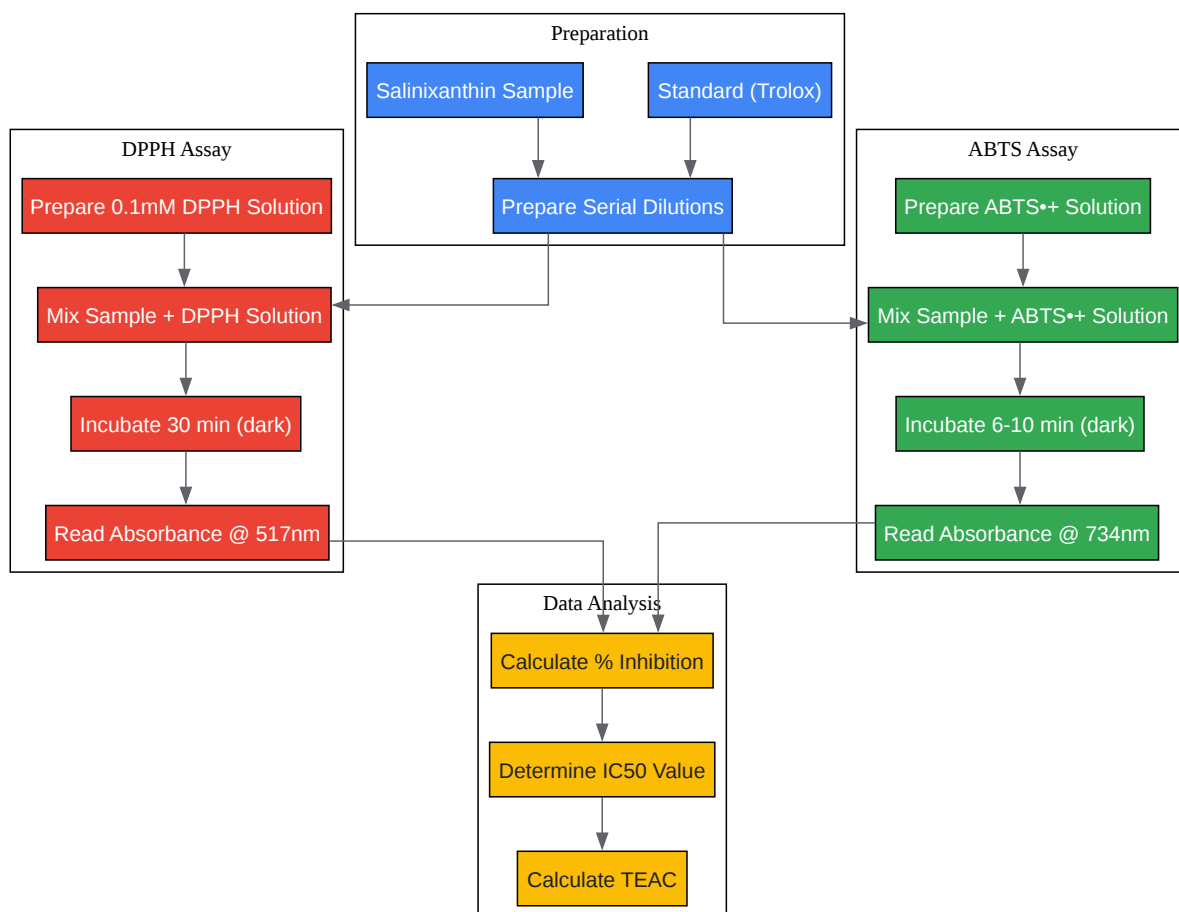 Preparation
Salinixanthin Sample
Standard (Trolox)
Prepare Serial Dilutions
DPPH Assay
Prepare 0.1mM DPPH Solution
Mix Sample + DPPH Solution
Incubate 30 min (dark)
Read Absorbance @ 517nm
ABTS Assay
Prepare ABTS•+ Solution
Mix Sample + ABTS•+ Solution
Incubate 6-10 min (dark)
Read Absorbance @ 734nm
Data Analysis
Calculate % Inhibition
Determine IC50 Value
Calculate TEAC